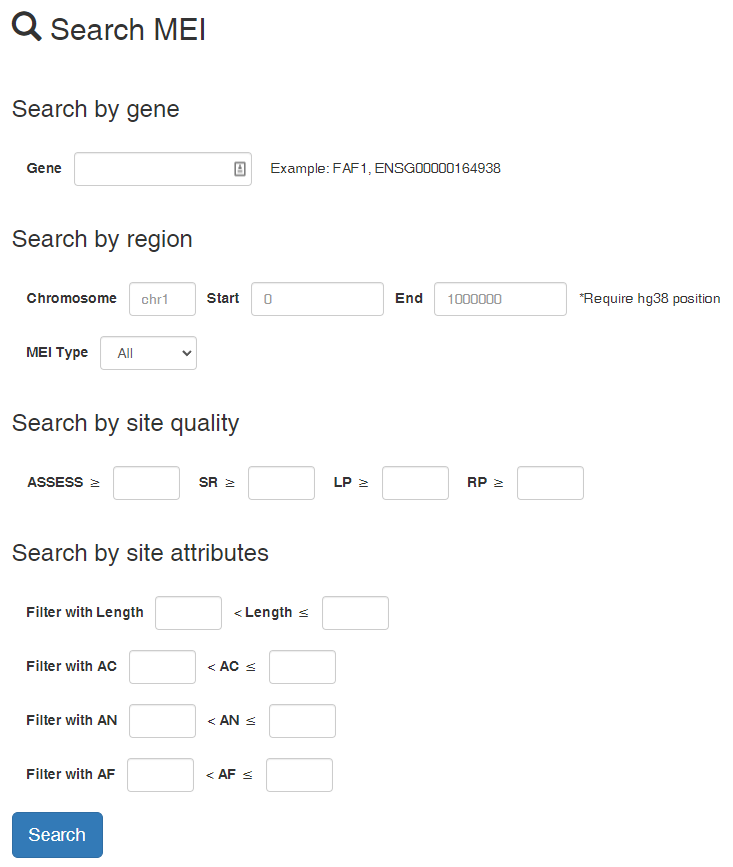 Search MEI
Search by gene
Gene Example: FAF1, ENSG00000164938
Search by region
Chromosome chr1 Start 0 End 1000000 *Require hg38 position
MEI Type All
Search by site quality
ASSESS ≥ SR ≥ LP ≥ RP ≥
Search by site attributes
Filter with Length < Length ≤
Filter with AC < AC ≤
Filter with AN < AN ≤
Filter with AF < AF ≤
Search